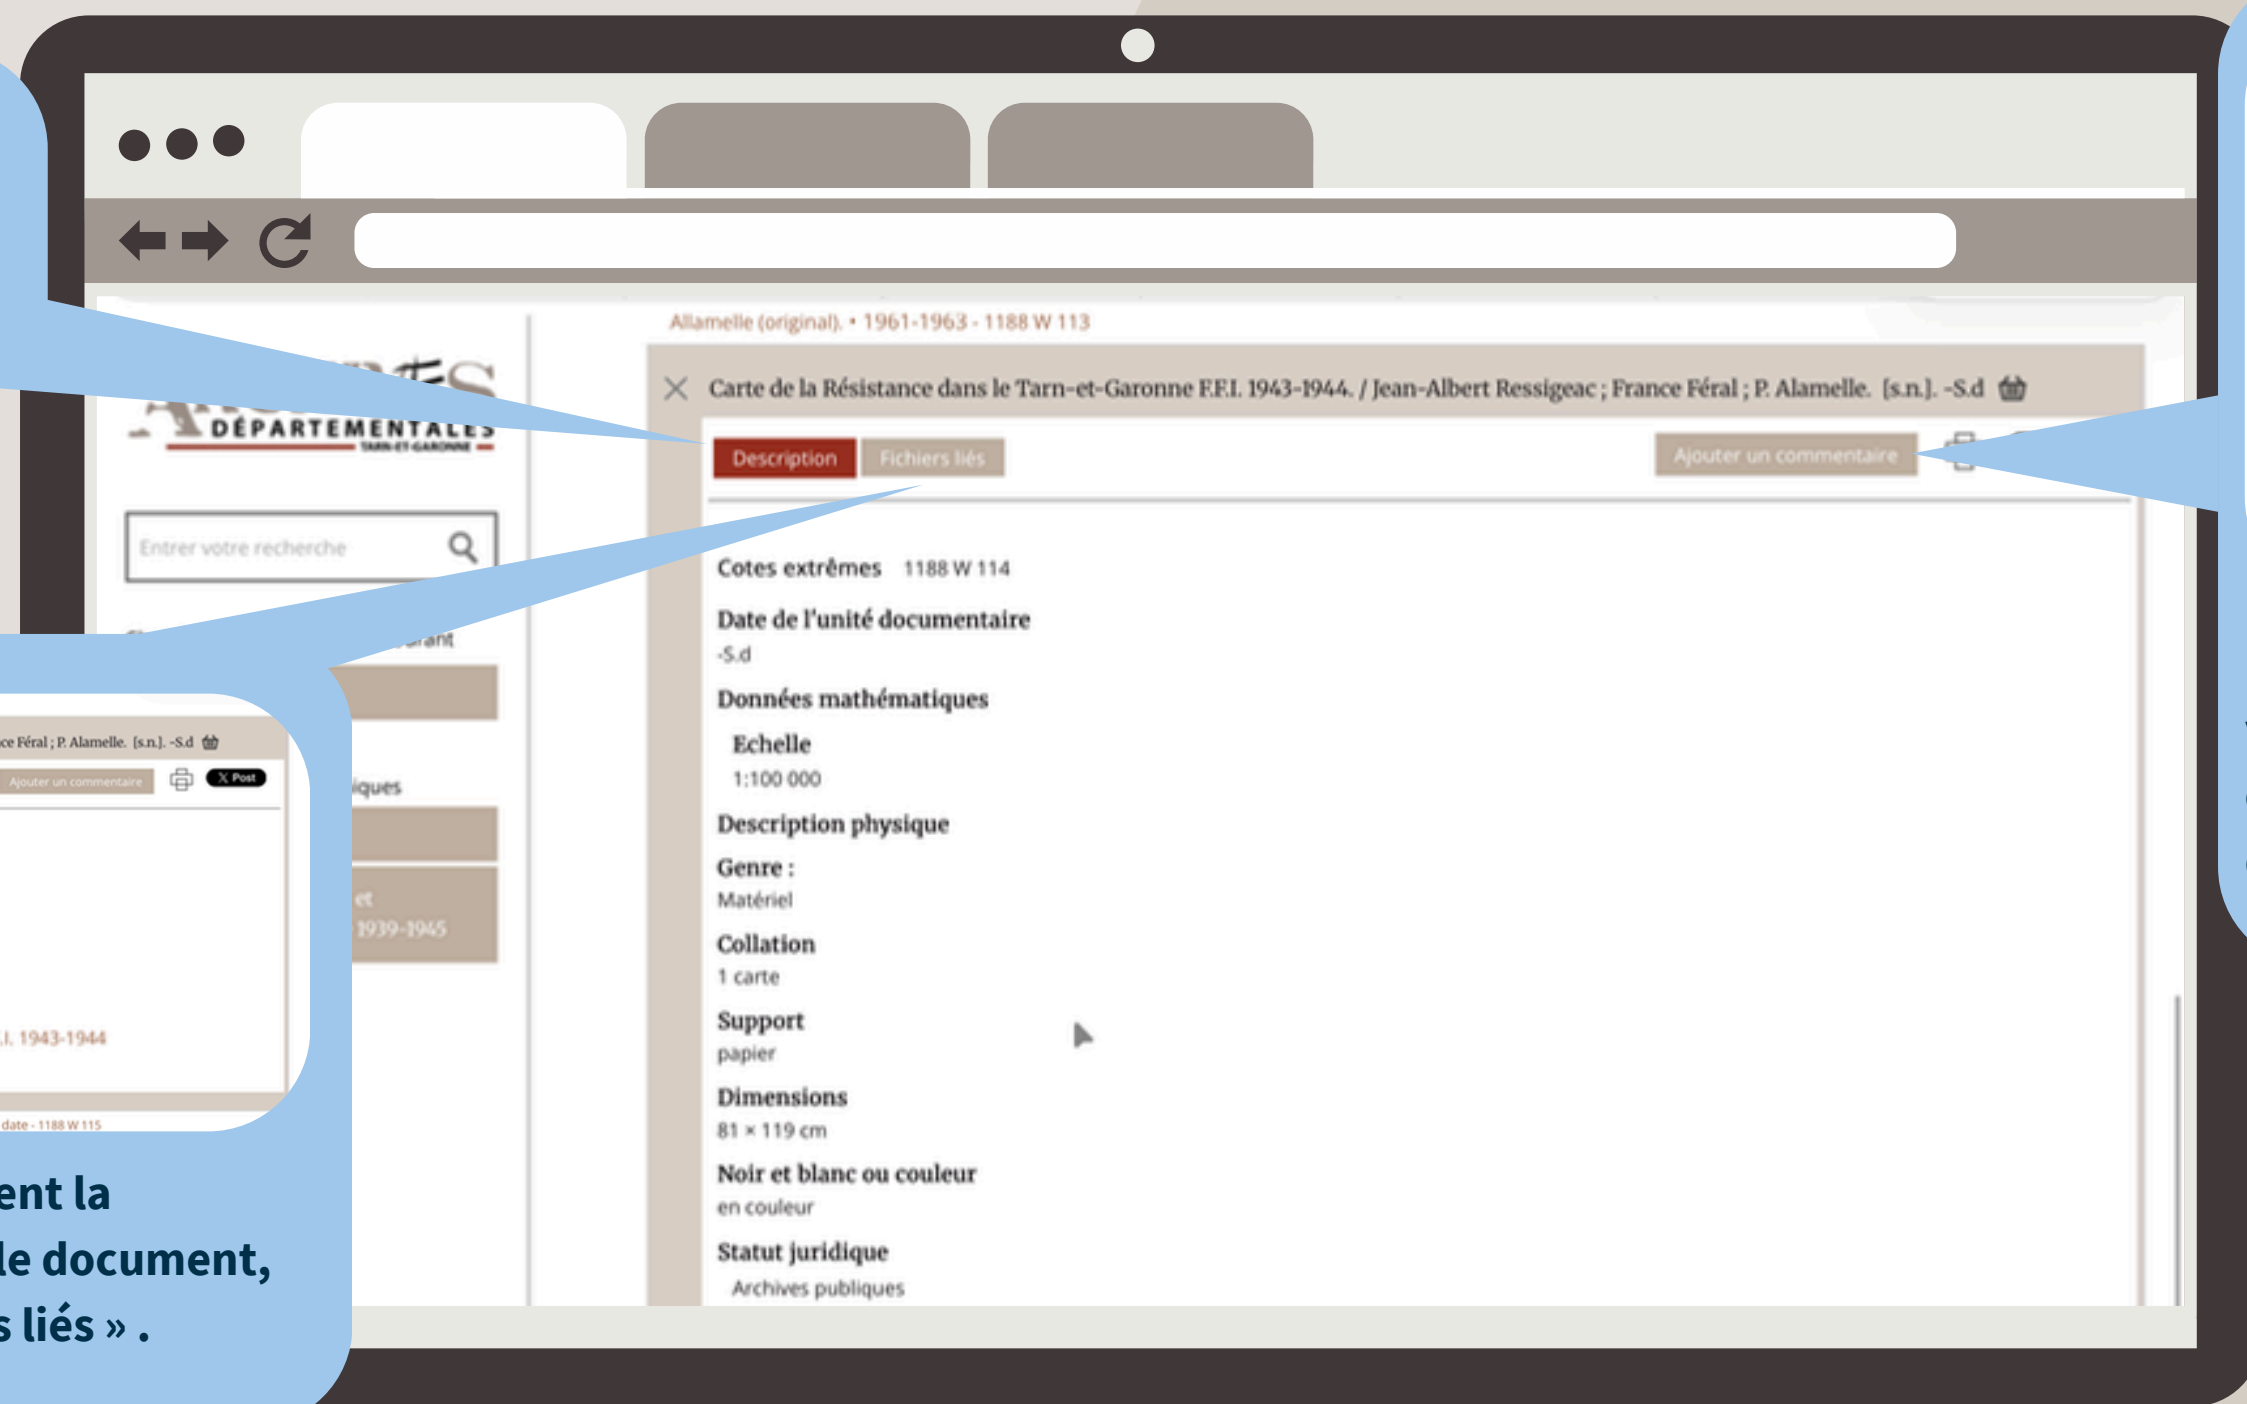 Allamelle (original). • 1961-1963 - 1188 W 113
DÉPARTEMENTALES
TARN-ET-GARONNE
Carte de la Résistance dans le Tarn-et-Garonne F.F.I. 1943-1944. / Jean-Albert Ressigeac ; France Féral ; P. Alamelle. [s.n.]. -S.d
Description
Fichiers liés
Ajouter un commentaire
Entrer votre recherche
Cotes extrêmes 1188 W 114
Date de l'unité documentaire
-S.d
Données mathématiques
Echelle
1:100 000
Description physique
Genre :
Matériel
Collation
1 carte
Support
papier
Dimensions
81 × 119 cm
Noir et blanc ou couleur
en couleur
Statut juridique
Archives publiques
et
1939-1945
Féral ; P. Alamelle. [s.n.]. -S.d
Ajouter un commentaire
X Post
1943-1944
date - 1188 W 115
la
le document,
liés » .